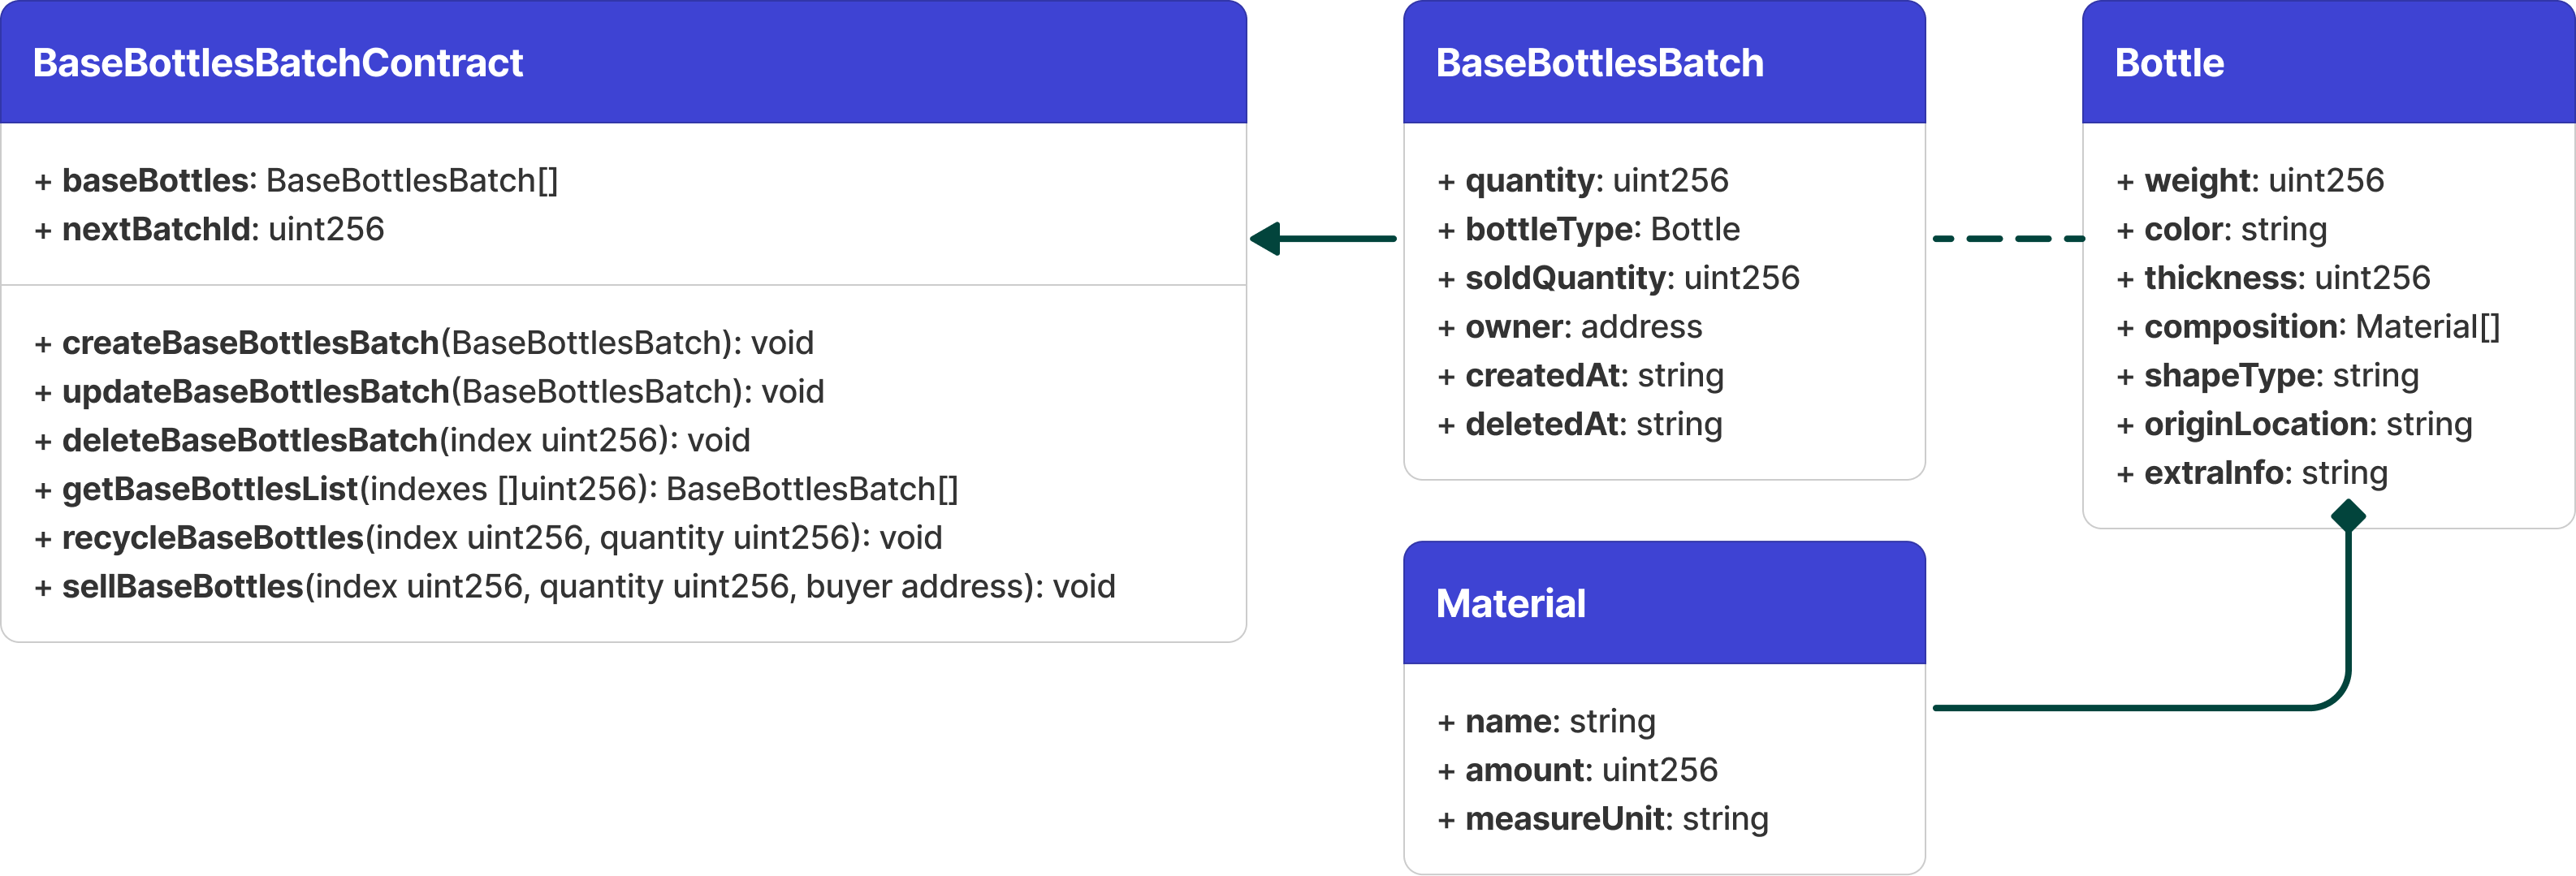 BaseBottlesBatchContract
+ baseBottles: BaseBottlesBatch[]
+ nextBatchId: uint256
+ createBaseBottlesBatch(BaseBottlesBatch): void
+ updateBaseBottlesBatch(BaseBottlesBatch): void
+ deleteBaseBottlesBatch(index uint256): void
+ getBaseBottlesList(indexes []uint256): BaseBottlesBatch[]
+ recycleBaseBottles(index uint256, quantity uint256): void
+ sellBaseBottles(index uint256, quantity uint256, buyer address): void
BaseBottlesBatch
+ quantity: uint256
+ bottleType: Bottle
+ soldQuantity: uint256
+ owner: address
+ createdAt: string
+ deletedAt: string
Bottle
+ weight: uint256
+ color: string
+ thickness: uint256
+ composition: Material[]
+ shapeType: string
+ originLocation: string
+ extraInfo: string
Material
+ name: string
+ amount: uint256
+ measureUnit: string